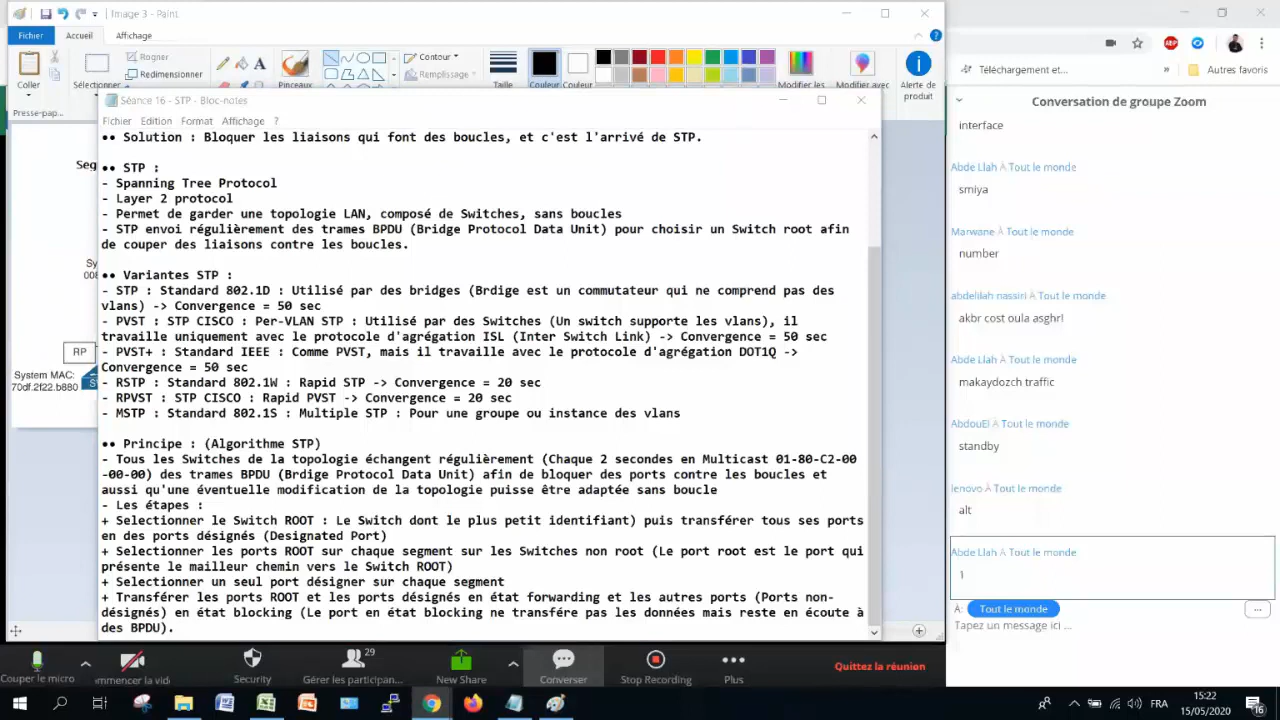 Image 3 - Paint
Fichier
Accueil
Affichage
Coller
Presse-pap...
Sélectionner
Rogner
Redimensionner
Pinceaux
Contour
Remplissage
Taille
Couleur
Couleur
Modifier les
Modifier avec
Alerte de
produit
Séance 16 - STP - Bloc-notes
Fichier Edition Format Affichage ?
•• Solution : Bloquer les liaisons qui font des boucles, et c'est l'arrivé de STP.
•• STP :
- Spanning Tree Protocol
- Layer 2 protocol
- Permet de garder une topologie LAN, composé de Switches, sans boucles
- STP envoi régulièrement des trames BPDU (Bridge Protocol Data Unit) pour choisir un Switch root afin
de couper des liaisons contre les boucles.
•• Variantes STP :
- STP : Standard 802.1D : Utilisé par des bridges (Brdige est un commutateur qui ne comprend pas des
vlans) -> Convergence = 50 sec
- PVST : STP CISCO : Per-VLAN STP : Utilisé par des Switches (Un switch supporte les vlans), il
travaille uniquement avec le protocole d'agrégation ISL (Inter Switch Link) -> Convergence = 50 sec
- PVST+ : Standard IEEE : Comme PVST, mais il travaille avec le protocole d'agrégation DOT1Q ->
Convergence = 50 sec
- RSTP : Standard 802.1W : Rapid STP -> Convergence = 20 sec
- RPVST : STP CISCO : Rapid PVST -> Convergence = 20 sec
- MSTP : Standard 802.1S : Multiple STP : Pour une groupe ou instance des vlans
•• Principe : (Algorithme STP)
- Tous les Switches de la topologie échangent régulièrement (Chaque 2 secondes en Multicast 01-80-C2-00
-00-00) des trames BPDU (Brdige Protocol Data Unit) afin de bloquer des ports contre les boucles et
aussi qu'une éventuelle modification de la topologie puisse être adaptée sans boucle
- Les étapes :
+ Selectionner le Switch ROOT : Le Switch dont le plus petit identifiant) puis transférer tous ses ports
en des ports désignés (Designated Port)
+ Selectionner les ports ROOT sur chaque segment sur les Switches non root (Le port root est le port qui
présente le mailleur chemin vers le Switch ROOT)
+ Selectionner un seul port désigner sur chaque segment
+ Transférer les ports ROOT et les ports désignés en état forwarding et les autres ports (Ports non-
désignés) en état blocking (Le port en état blocking ne transfére pas les données mais reste en écoute à
des BPDU).
Seg
Sy
008
RP
System MAC:
70df.2f22.b880
S
Téléchargement et...
»
Autres favoris
Conversation de groupe Zoom
interface
Abde Llah À Tout le monde
smiya
Marwane À Tout le monde
number
abdelilah nassiri À Tout le monde
akbr cost oula asghrl
Abde Llah À Tout le monde
makaydozch traffic
AbdouEl À Tout le monde
standby
lenovo À Tout le monde
alt
Abde Llah À Tout le monde
1
À: Tout le monde
...
Tapez un message ici ...
Couper le micro
mmencer la vid
Security
29
Gérer les participan...
New Share
Converser
Stop Recording
Plus
Quittez la réunion
FRA
15:22
15/05/2020
16